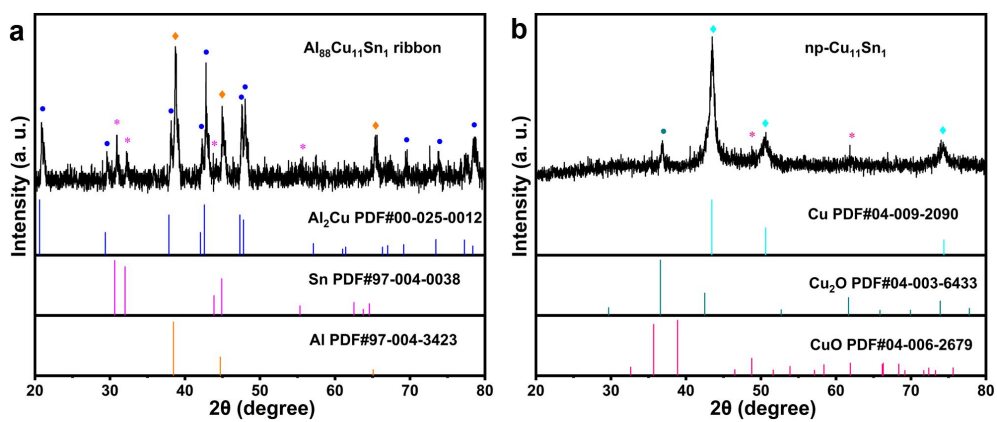 a
Al₈₈Cu₁₁Sn₁ ribbon
Intensity (a. u.)
Al₂Cu PDF#00-025-0012
Sn PDF#97-004-0038
Al PDF#97-004-3423
20 30 40 50 60 70 80
2θ (degree)
b
np-Cu₁₁Sn₁
Intensity (a. u.)
Cu PDF#04-009-2090
Cu₂O PDF#04-003-6433
CuO PDF#04-006-2679
20 30 40 50 60 70 80
2θ (degree)